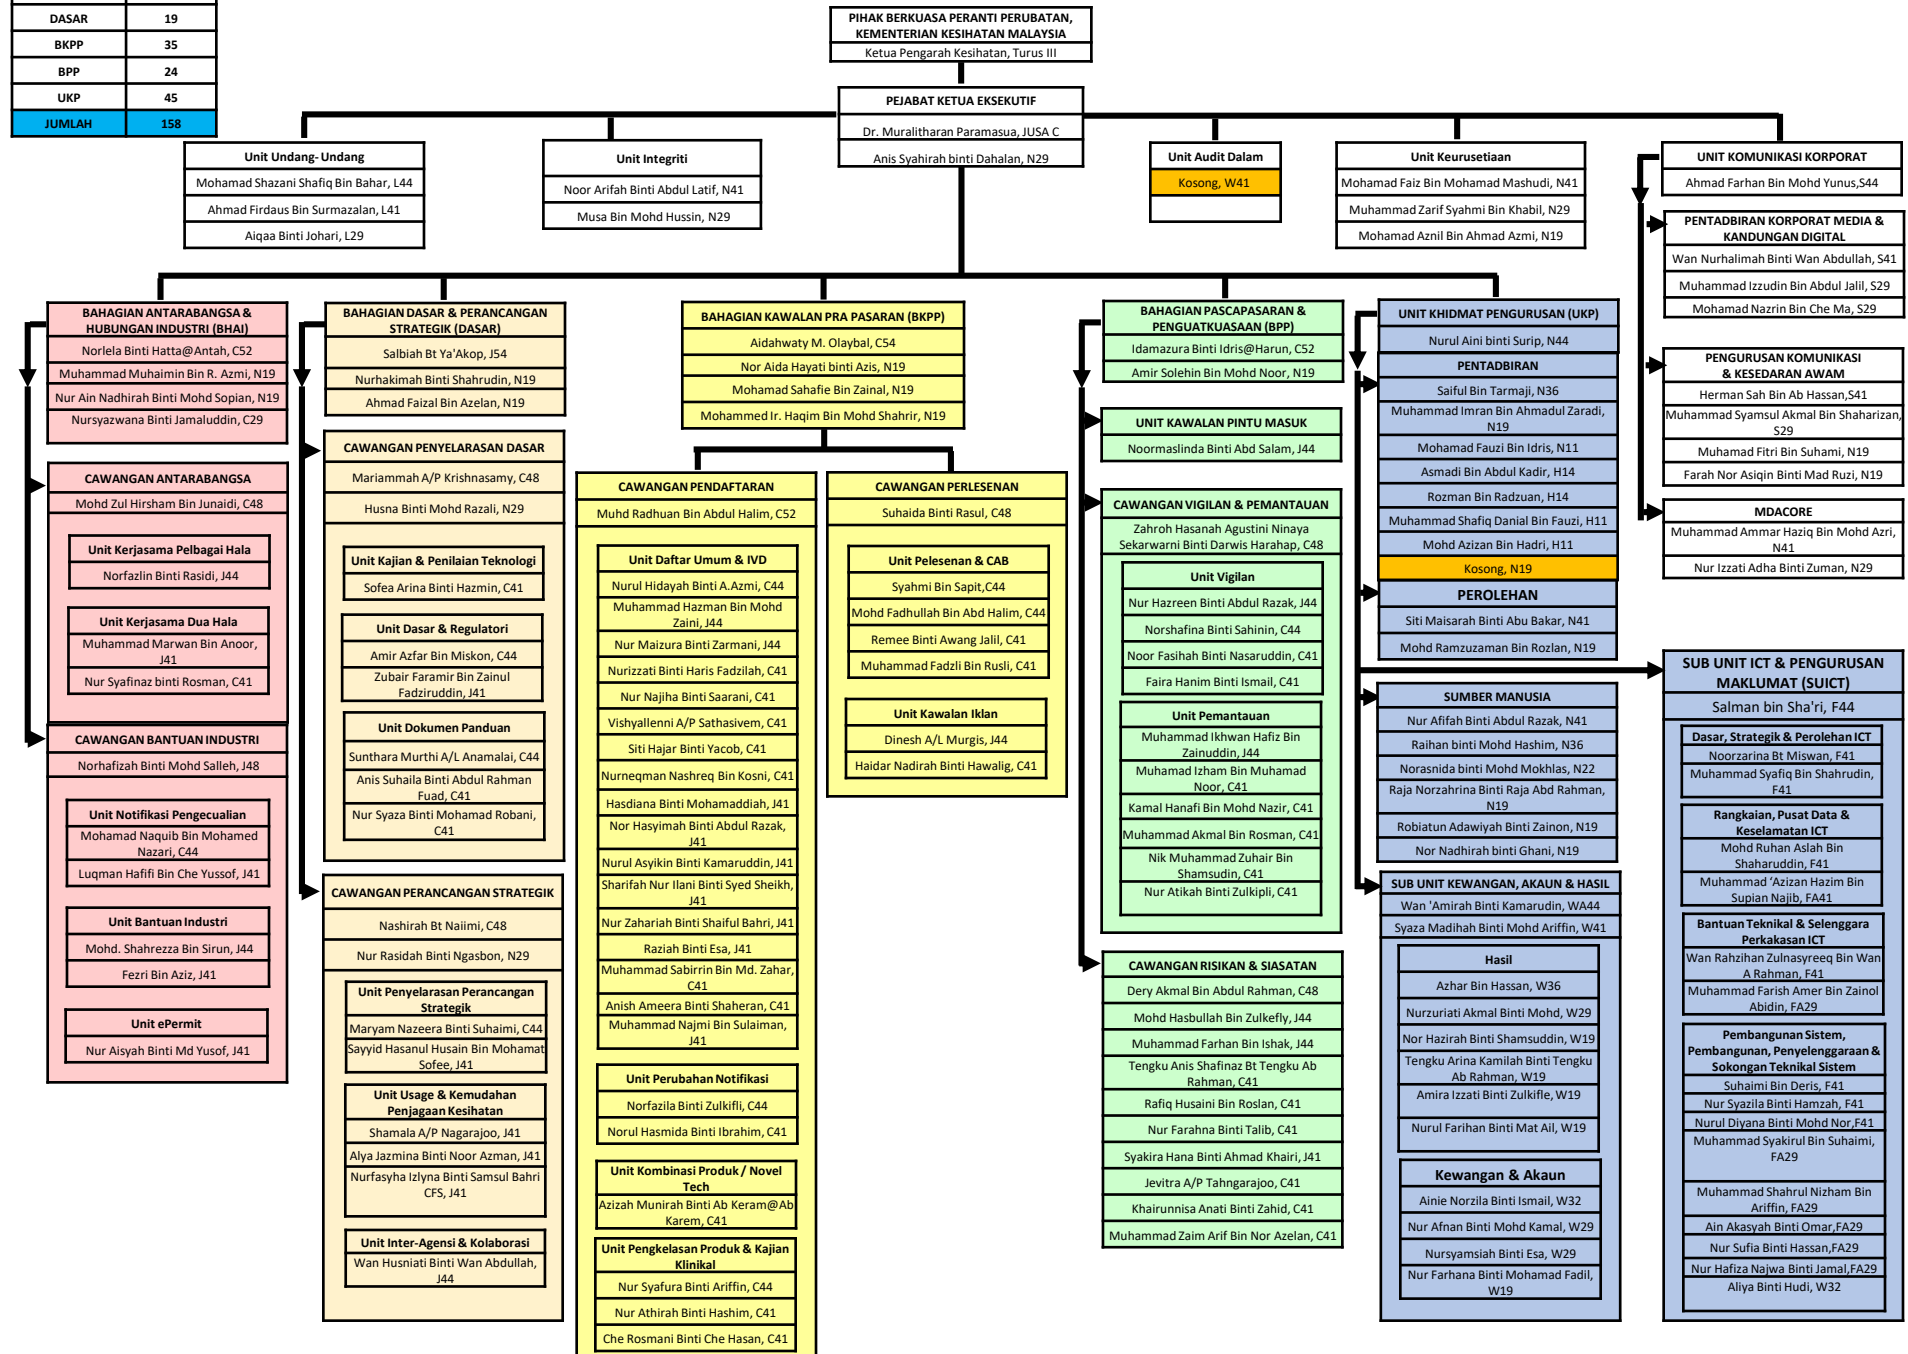 DASAR 19
BKPP 35
BPP 24
UKP 45
JUMLAH 158
PIHAK BERKUASA PERANTI PERUBATAN,
KEMENTERIAN KESIHATAN MALAYSIA
Ketua Pengarah Kesihatan, Turus III
PEJABAT KETUA EKSEKUTIF
Dr. Muralitharan Paramasua, JUSA C
Anis Syahirah binti Dahalan, N29
Unit Undang- Undang
Mohamad Shazani Shafiq Bin Bahar, L44
Ahmad Firdaus Bin Surmazalan, L41
Aiqaa Binti Johari, L29
Unit Integriti
Noor Arifah Binti Abdul Latif, N41
Musa Bin Mohd Hussin, N29
Unit Audit Dalam
Kosong, W41
Unit Keurusetiaan
Mohamad Faiz Bin Mohamad Mashudi, N41
Muhammad Zarif Syahmi Bin Khabil, N29
Mohamad Aznil Bin Ahmad Azmi, N19
UNIT KOMUNIKASI KORPORAT
Ahmad Farhan Bin Mohd Yunus,S44
PENTADBIRAN KORPORAT MEDIA &
KANDUNGAN DIGITAL
Wan Nurhalimah Binti Wan Abdullah, S41
Muhammad Izzudin Bin Abdul Jalil, S29
Mohamad Nazrin Bin Che Ma, S29
PENGURUSAN KOMUNIKASI
& KESEDARAN AWAM
Herman Sah Bin Ab Hassan,S41
Muhammad Syamsul Akmal Bin Shaharizan,
S29
Muhamad Fitri Bin Suhami, N19
Farah Nor Asiqin Binti Mad Ruzi, N19
MDACORE
Muhammad Ammar Haziq Bin Mohd Azri,
N41
Nur Izzati Adha Binti Zuman, N29
BAHAGIAN ANTARABANGSA &
HUBUNGAN INDUSTRI (BHAI)
Norlela Binti Hatta@Antah, C52
Muhammad Muhaimin Bin R. Azmi, N19
Nur Ain Nadhirah Binti Mohd Sopian, N19
Nursyazwana Binti Jamaluddin, C29
CAWANGAN ANTARABANGSA
Mohd Zul Hirsham Bin Junaidi, C48
Unit Kerjasama Pelbagai Hala
Norfazlin Binti Rasidi, J44
Unit Kerjasama Dua Hala
Muhammad Marwan Bin Anoor,
J41
Nur Syafinaz binti Rosman, C41
CAWANGAN BANTUAN INDUSTRI
Norhafizah Binti Mohd Salleh, J48
Unit Notifikasi Pengecualian
Mohamad Naquib Bin Mohamed
Nazari, C44
Luqman Hafifi Bin Che Yussof, J41
Unit Bantuan Industri
Mohd. Shahrezza Bin Sirun, J44
Fezri Bin Aziz, J41
Unit ePermit
Nur Aisyah Binti Md Yusof, J41
BAHAGIAN DASAR & PERANCANGAN
STRATEGIK (DASAR)
Salbiah Bt Ya'Akop, J54
Nurhakimah Binti Shahrudin, N19
Ahmad Faizal Bin Azelan, N19
CAWANGAN PENYELARASAN DASAR
Mariammah A/P Krishnasamy, C48
Husna Binti Mohd Razali, N29
Unit Kajian & Penilaian Teknologi
Sofea Arina Binti Hazmin, C41
Unit Dasar & Regulatori
Amir Azfar Bin Miskon, C44
Zubair Faramir Bin Zainul
Fadziruddin, J41
Unit Dokumen Panduan
Sunthara Murthi A/L Anamalai, C44
Anis Suhaila Binti Abdul Rahman
Fuad, C41
Nur Syaza Binti Mohamad Robani,
C41
CAWANGAN PERANCANGAN STRATEGIK
Nashirah Bt Naiimi, C48
Nur Rasidah Binti Ngasbon, N29
Unit Penyelarasan Perancangan
Strategik
Maryam Nazeera Binti Suhaimi, C44
Sayyid Hasanul Husain Bin Mohamat
Sofee, J41
Unit Usage & Kemudahan
Penjagaan Kesihatan
Shamala A/P Nagarajoo, J41
Alya Jazmina Binti Noor Azman, J41
Nurfasyha Izlyna Binti Samsul Bahri
CFS, J41
Unit Inter-Agensi & Kolaborasi
Wan Husniati Binti Wan Abdullah,
J44
BAHAGIAN KAWALAN PRA PASARAN (BKPP)
Aidahwaty M. Olaybal, C54
Nor Aida Hayati binti Azis, N19
Mohamad Sahafie Bin Zainal, N19
Mohammed Ir. Haqim Bin Mohd Shahrir, N19
CAWANGAN PENDAFTARAN
Muhd Radhuan Bin Abdul Halim, C52
Unit Daftar Umum & IVD
Nurul Hidayah Binti A.Azmi, C44
Muhammad Hazman Bin Mohd
Zaini, J44
Nur Maizura Binti Zarmani, J44
Nurizzati Binti Haris Fadzilah, C41
Nur Najiha Binti Saarani, C41
Vishyallenni A/P Sathasivem, C41
Siti Hajar Binti Yacob, C41
Nurneqman Nashreq Bin Kosni, C41
Hasdiana Binti Mohamaddiah, J41
Nor Hasyimah Binti Abdul Razak,
J41
Nurul Asyikin Binti Kamaruddin, J41
Sharifah Nur Ilani Binti Syed Sheikh,
J41
Nur Zahariah Binti Shaiful Bahri, J41
Raziah Binti Esa, J41
Muhammad Sabirrin Bin Md. Zahar,
C41
Anish Ameera Binti Shaheran, C41
Muhammad Najmi Bin Sulaiman,
J41
Unit Perubahan Notifikasi
Norfazila Binti Zulkifli, C44
Norul Hasmida Binti Ibrahim, C41
Unit Kombinasi Produk / Novel
Tech
Azizah Munirah Binti Ab Keram@Ab
Karem, C41
Unit Pengkelasan Produk & Kajian
Klinikal
Nur Syafura Binti Ariffin, C44
Nur Athirah Binti Hashim, C41
Che Rosmani Binti Che Hasan, C41
CAWANGAN PERLESENAN
Suhaida Binti Rasul, C48
Unit Pelesenan & CAB
Syahmi Bin Sapit,C44
Mohd Fadhullah Bin Abd Halim, C44
Remee Binti Awang Jalil, C41
Muhammad Fadzli Bin Rusli, C41
Unit Kawalan Iklan
Dinesh A/L Murgis, J44
Haidar Nadirah Binti Hawalig, C41
BAHAGIAN PASCAPASARAN &
PENGUATKUASAAN (BPP)
Idamazura Binti Idris@Harun, C52
Amir Solehin Bin Mohd Noor, N19
UNIT KAWALAN PINTU MASUK
Noormaslinda Binti Abd Salam, J44
CAWANGAN VIGILAN & PEMANTAUAN
Zahroh Hasanah Agustini Ninaya
Sekarwarni Binti Darwis Harahap, C48
Unit Vigilan
Nur Hazreen Binti Abdul Razak, J44
Norshafina Binti Sahinin, C44
Noor Fasihah Binti Nasaruddin, C41
Faira Hanim Binti Ismail, C41
Unit Pemantauan
Muhammad Ikhwan Hafiz Bin
Zainuddin, J44
Muhamad Izham Bin Muhamad
Noor, C41
Kamal Hanafi Bin Mohd Nazir, C41
Muhammad Akmal Bin Rosman, C41
Nik Muhammad Zuhair Bin
Shamsudin, C41
Nur Atikah Binti Zulkipli, C41
CAWANGAN RISIKAN & SIASATAN
Dery Akmal Bin Abdul Rahman, C48
Mohd Hasbullah Bin Zulkefly, J44
Muhammad Farhan Bin Ishak, J44
Tengku Anis Shafinaz Bt Tengku Ab
Rahman, C41
Rafiq Husaini Bin Roslan, C41
Nur Farahna Binti Talib, C41
Syakira Hana Binti Ahmad Khairi, J41
Jevitra A/P Tahngarajoo, C41
Khairunnisa Anati Binti Zahid, C41
Muhammad Zaim Arif Bin Nor Azelan, C41
UNIT KHIDMAT PENGURUSAN (UKP)
Nurul Aini binti Surip, N44
PENTADBIRAN
Saiful Bin Tarmaji, N36
Muhammad Imran Bin Ahmadul Zaradi,
N19
Mohamad Fauzi Bin Idris, N11
Asmadi Bin Abdul Kadir, H14
Rozman Bin Radzuan, H14
Muhammad Shafiq Danial Bin Fauzi, H11
Mohd Azizan Bin Hadri, H11
Kosong, N19
PEROLEHAN
Siti Maisarah Binti Abu Bakar, N41
Mohd Ramzuzaman Bin Rozlan, N19
SUMBER MANUSIA
Nur Afifah Binti Abdul Razak, N41
Raihan binti Mohd Hashim, N36
Norasnida binti Mohd Mokhlas, N22
Raja Norzahrina Binti Raja Abd Rahman,
N19
Robiatun Adawiyah Binti Zainon, N19
Nor Nadhirah binti Ghani, N19
SUB UNIT KEWANGAN, AKAUN & HASIL
Wan 'Amirah Binti Kamarudin, WA44
Syaza Madihah Binti Mohd Ariffin, W41
Hasil
Azhar Bin Hassan, W36
Nurzuriati Akmal Binti Mohd, W29
Nor Hazirah Binti Shamsuddin, W19
Tengku Arina Kamilah Binti Tengku
Ab Rahman, W19
Amira Izzati Binti Zulkifle, W19
Nurul Farihan Binti Mat Ail, W19
Kewangan & Akaun
Ainie Norzila Binti Ismail, W32
Nur Afnan Binti Mohd Kamal, W29
Nursyamsiah Binti Esa, W29
Nur Farhana Binti Mohamad Fadil,
W19
SUB UNIT ICT & PENGURUSAN
MAKLUMAT (SUICT)
Salman bin Sha'ri, F44
Dasar, Strategik & Perolehan ICT
Noorzarina Bt Miswan, F41
Muhammad Syafiq Bin Shahrudin,
F41
Rangkaian, Pusat Data &
Keselamatan ICT
Mohd Ruhan Aslah Bin
Shaharuddin, F41
Muhammad ‘Azizan Hazim Bin
Supian Najib, FA41
Bantuan Teknikal & Selenggara
Perkakasan ICT
Wan Rahzihan Zulnasyreeq Bin Wan
A Rahman, F41
Muhammad Farish Amer Bin Zainol
Abidin, FA29
Pembangunan Sistem,
Pembangunan, Penyelenggaraan &
Sokongan Teknikal Sistem
Suhaimi Bin Deris, F41
Nur Syazila Binti Hamzah, F41
Nurul Diyana Binti Mohd Nor,F41
Muhammad Syakirul Bin Suhaimi,
FA29
Muhammad Shahrul Nizham Bin
Ariffin, FA29
Ain Akasyah Binti Omar,FA29
Nur Sufia Binti Hassan,FA29
Nur Hafiza Najwa Binti Jamal,FA29
Aliya Binti Hudi, W32